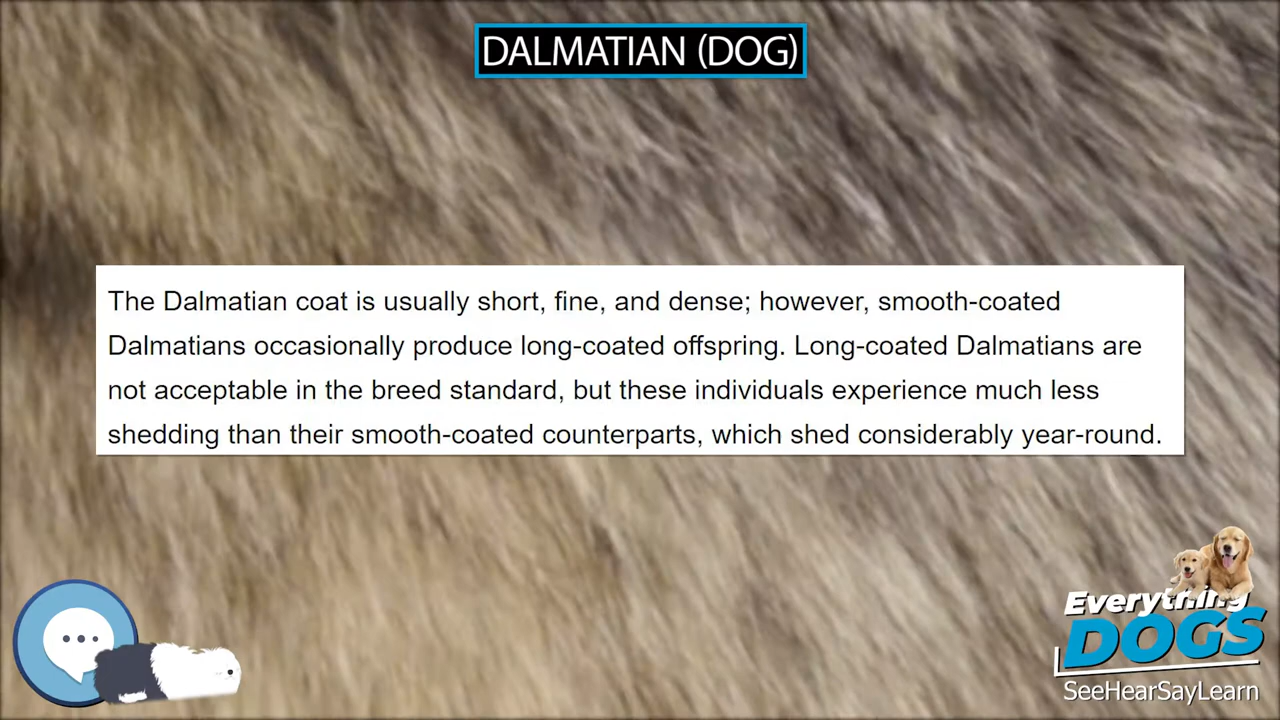 DALMATIAN (DOG)
The Dalmatian coat is usually short, fine, and dense; however, smooth-coated
Dalmatians occasionally produce long-coated offspring. Long-coated Dalmatians are
not acceptable in the breed standard, but these individuals experience much less
shedding than their smooth-coated counterparts, which shed considerably year-round.
Everything
DOGS
SeeHearSayLearn